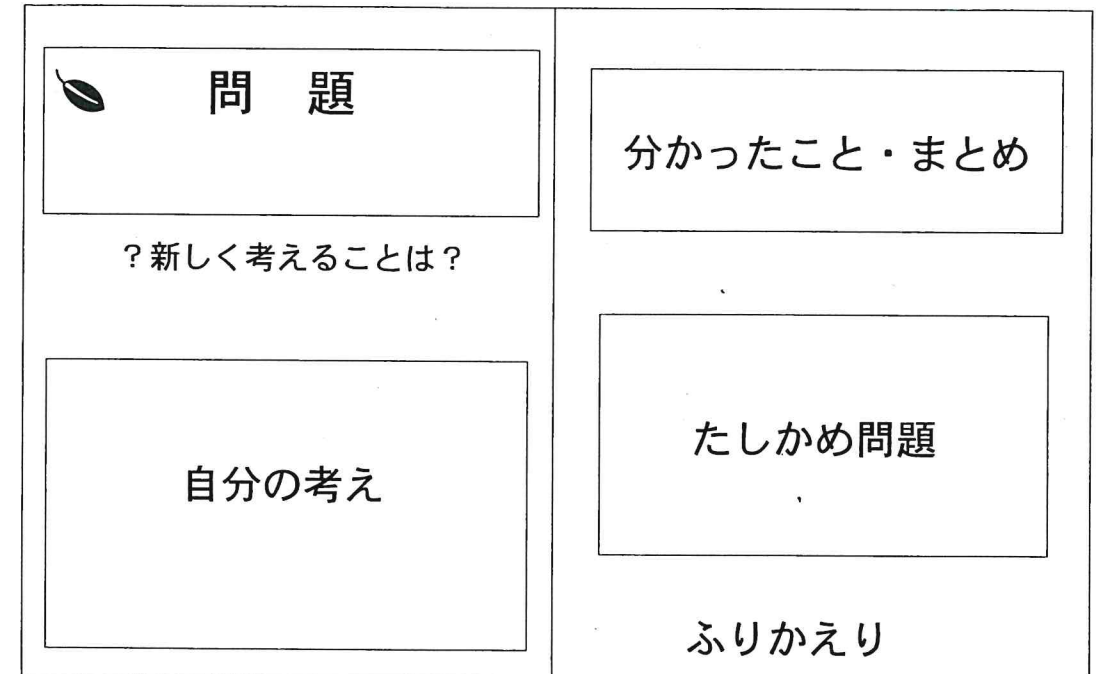 問　題
？新しく考えることは？
自分の考え
分かったこと・まとめ
たしかめ問題
ふりかえり